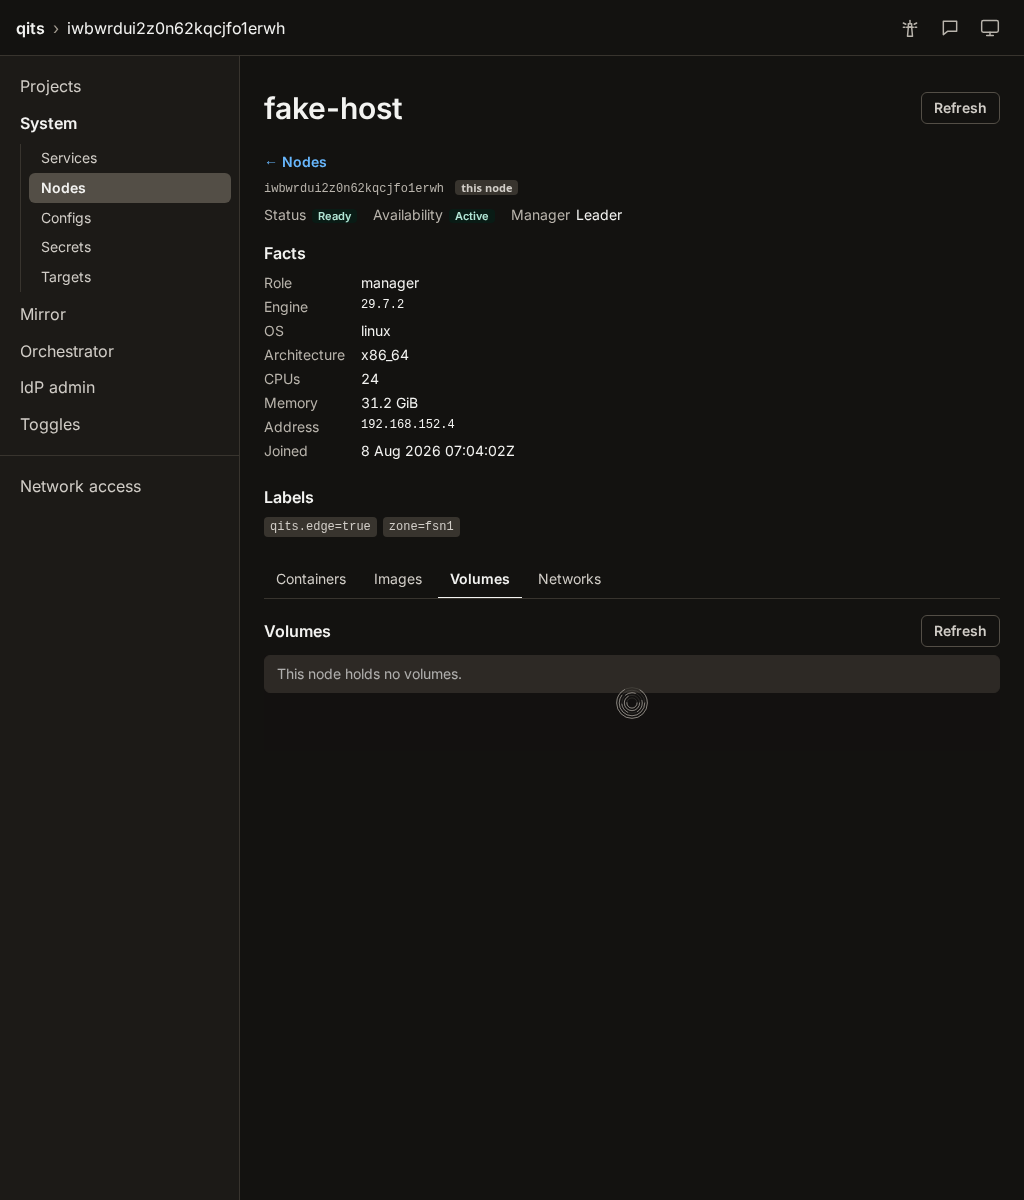 qits › iwbwrdui2z0n62kqcjfo1erwh
Projects
System
Services
Nodes
Configs
Secrets
Targets
Mirror
Orchestrator
IdP admin
Toggles
Network access
fake-host
Refresh
← Nodes
iwbwrdui2z0n62kqcjfo1erwh this node
Status Ready Availability Active Manager Leader
Facts
Role manager
Engine 29.7.2
OS linux
Architecture x86_64
CPUs 24
Memory 31.2 GiB
Address 192.168.152.4
Joined 8 Aug 2026 07:04:02Z
Labels
qits.edge=true zone=fsn1
Containers Images Volumes Networks
Volumes
Refresh
This node holds no volumes.